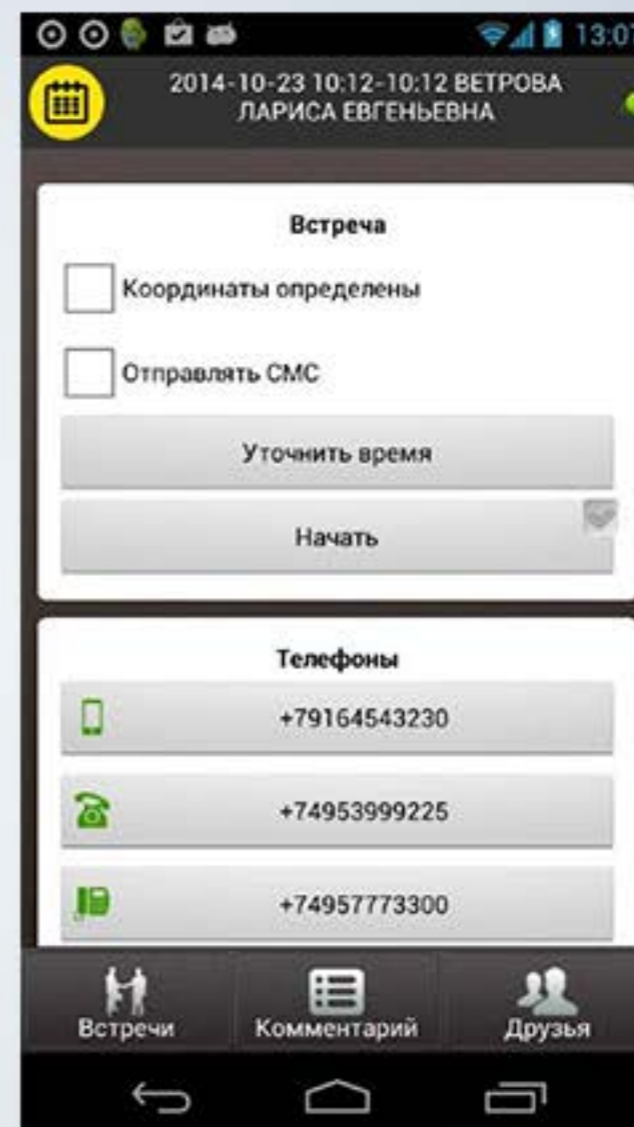 13:07
2014-10-23 10:12-10:12 ВЕТРОВА
ЛАРИСА ЕВГЕНЬЕВНА
Встреча
Координаты определены
Отправлять СМС
Уточнить время
Начать
Телефоны
+79164543230
+74953999225
+74957773300
Встречи
Комментарий
Друзья